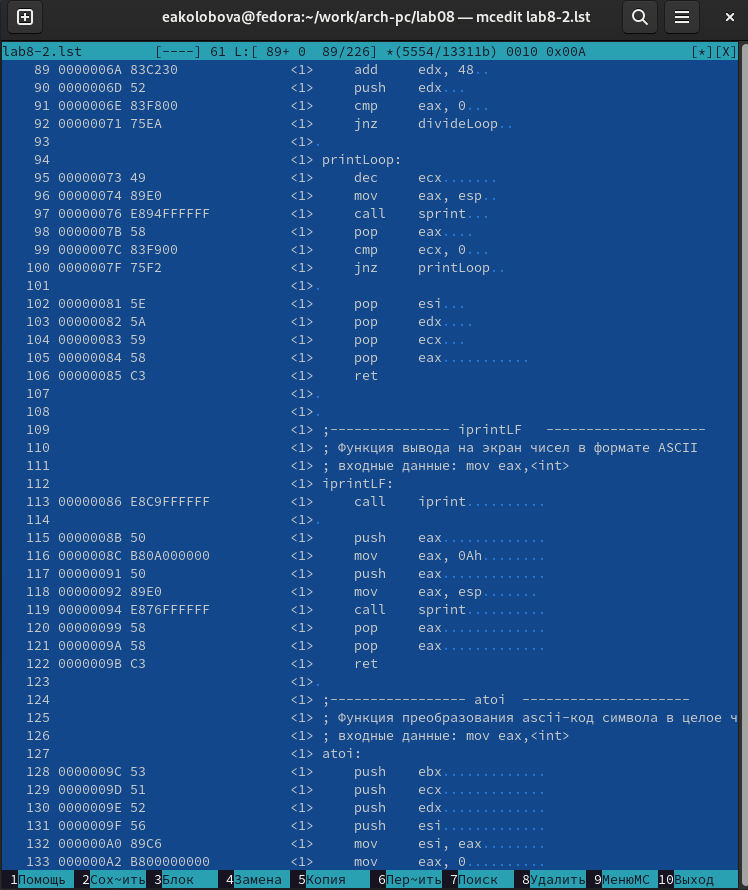 eakolobova@fedora:~/work/arch-pc/lab08 — mcedit lab8-2.lst
lab8-2.lst [----] 61 L:[ 89+ 0 89/226] *(5554/13311b) 0010 0x00A [*][X]
89 0000006A 83C230 <1> add edx, 48..
90 0000006D 52 <1> push edx...
91 0000006E 83F800 <1> cmp eax, 0...
92 00000071 75EA <1> jnz divideLoop..
93 <1>.
94 <1> printLoop:
95 00000073 49 <1> dec ecx.......
96 00000074 89E0 <1> mov eax, esp..
97 00000076 E894FFFFFF <1> call sprint...
98 0000007B 58 <1> pop eax....
99 0000007C 83F900 <1> cmp ecx, 0...
100 0000007F 75F2 <1> jnz printLoop..
101 <1>.
102 00000081 5E <1> pop esi...
103 00000082 5A <1> pop edx....
104 00000083 59 <1> pop ecx...
105 00000084 58 <1> pop eax...........
106 00000085 C3 <1> ret
107 <1>.
108 <1>.
109 <1> ;--------------- iprintLF --------------------
110 <1> ; Функция вывода на экран чисел в формате ASCII
111 <1> ; входные данные: mov eax,<int>
112 <1> iprintLF:
113 00000086 E8C9FFFFFF <1> call iprint..........
114 <1>.
115 0000008B 50 <1> push eax.............
116 0000008C B80A000000 <1> mov eax, 0Ah........
117 00000091 50 <1> push eax.............
118 00000092 89E0 <1> mov eax, esp.......
119 00000094 E876FFFFFF <1> call sprint..........
120 00000099 58 <1> pop eax.............
121 0000009A 58 <1> pop eax.............
122 0000009B C3 <1> ret
123 <1>.
124 <1> ;----------------- atoi ---------------------
125 <1> ; Функция преобразования ascii-код символа в целое ч
126 <1> ; входные данные: mov eax,<int>
127 <1> atoi:
128 0000009C 53 <1> push ebx.............
129 0000009D 51 <1> push ecx.............
130 0000009E 52 <1> push edx.............
131 0000009F 56 <1> push esi.............
132 000000A0 89C6 <1> mov esi, eax........
133 000000A2 B800000000 <1> mov eax, 0..........
1Помощь 2Сох~ить 3Блок 4Замена 5Копия 6Пер~ить 7Поиск 8Удалить 9МенюMC 10Выход